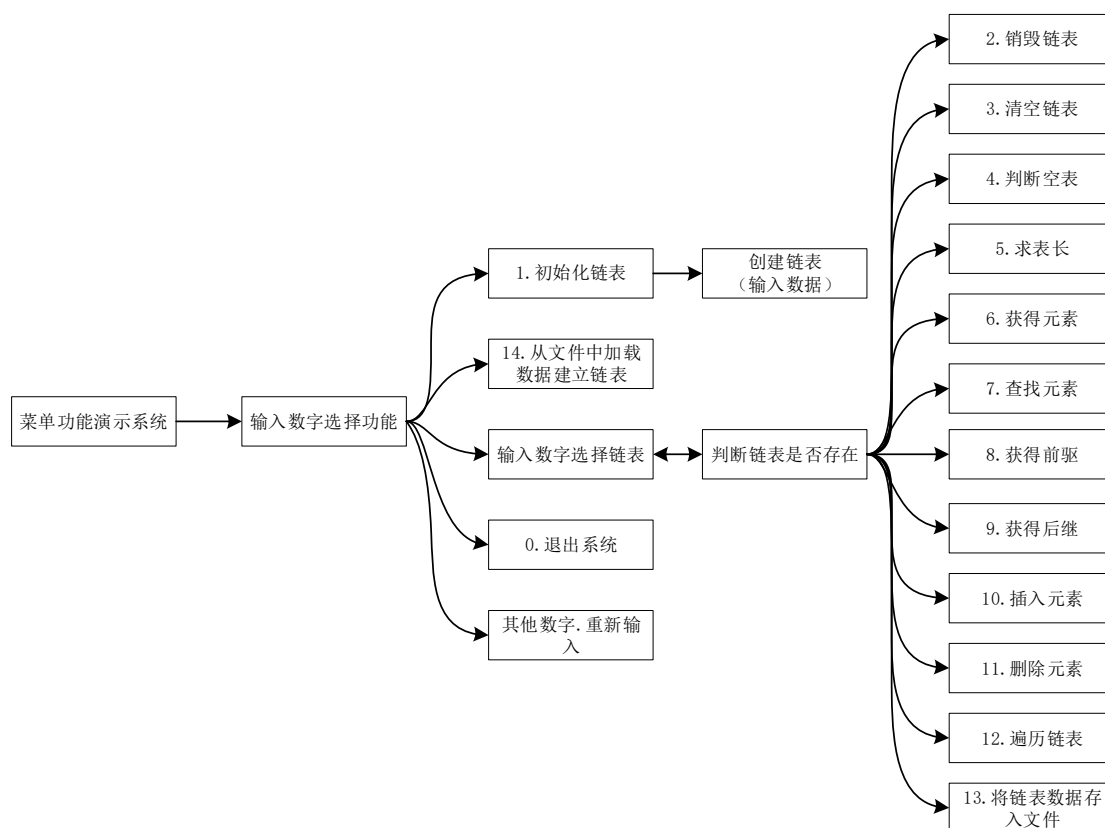 菜单功能演示系统
输入数字选择功能
1.初始化链表
14.从文件中加载
数据建立链表
输入数字选择链表
0.退出系统
其他数字.重新输
入
创建链表
（输入数据）
判断链表是否存在
2.销毁链表
3.清空链表
4.判断空表
5.求表长
6.获得元素
7.查找元素
8.获得前驱
9.获得后继
10.插入元素
11.删除元素
12.遍历链表
13.将链表数据存
入文件